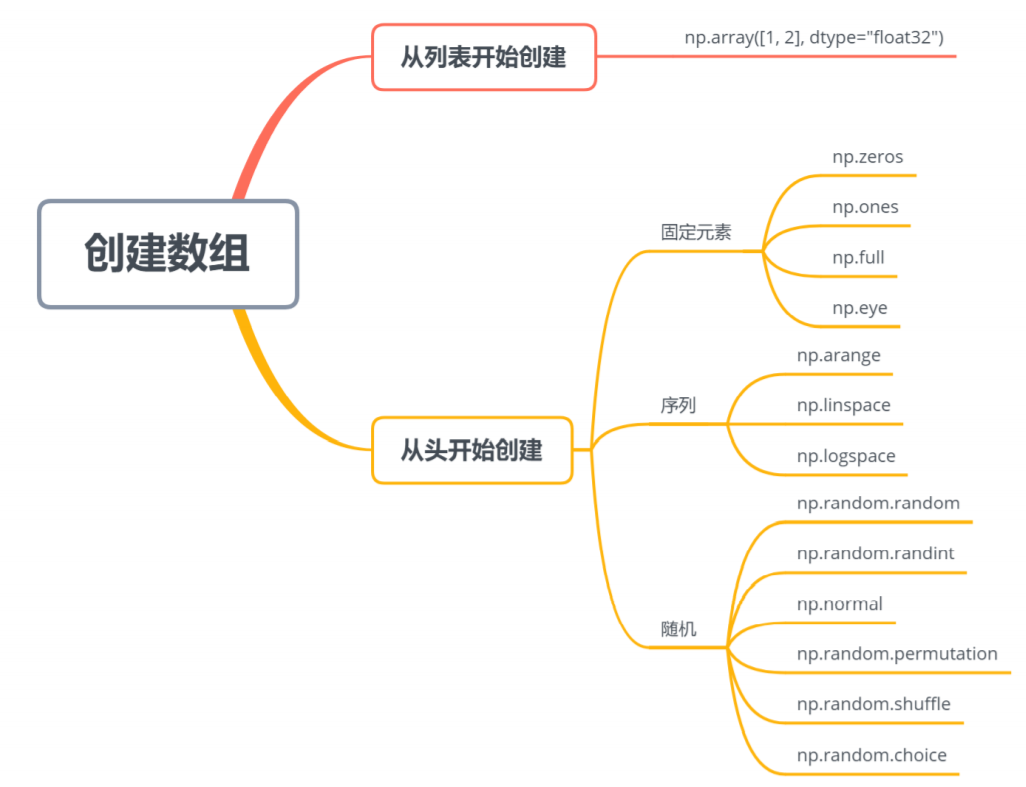 从列表开始创建
np.array([1, 2], dtype="float32")
创建数组
从头开始创建
固定元素
np.zeros
np.ones
np.full
np.eye
序列
np.arange
np.linspace
np.logspace
随机
np.random.random
np.random.randint
np.normal
np.random.permutation
np.random.shuffle
np.random.choice